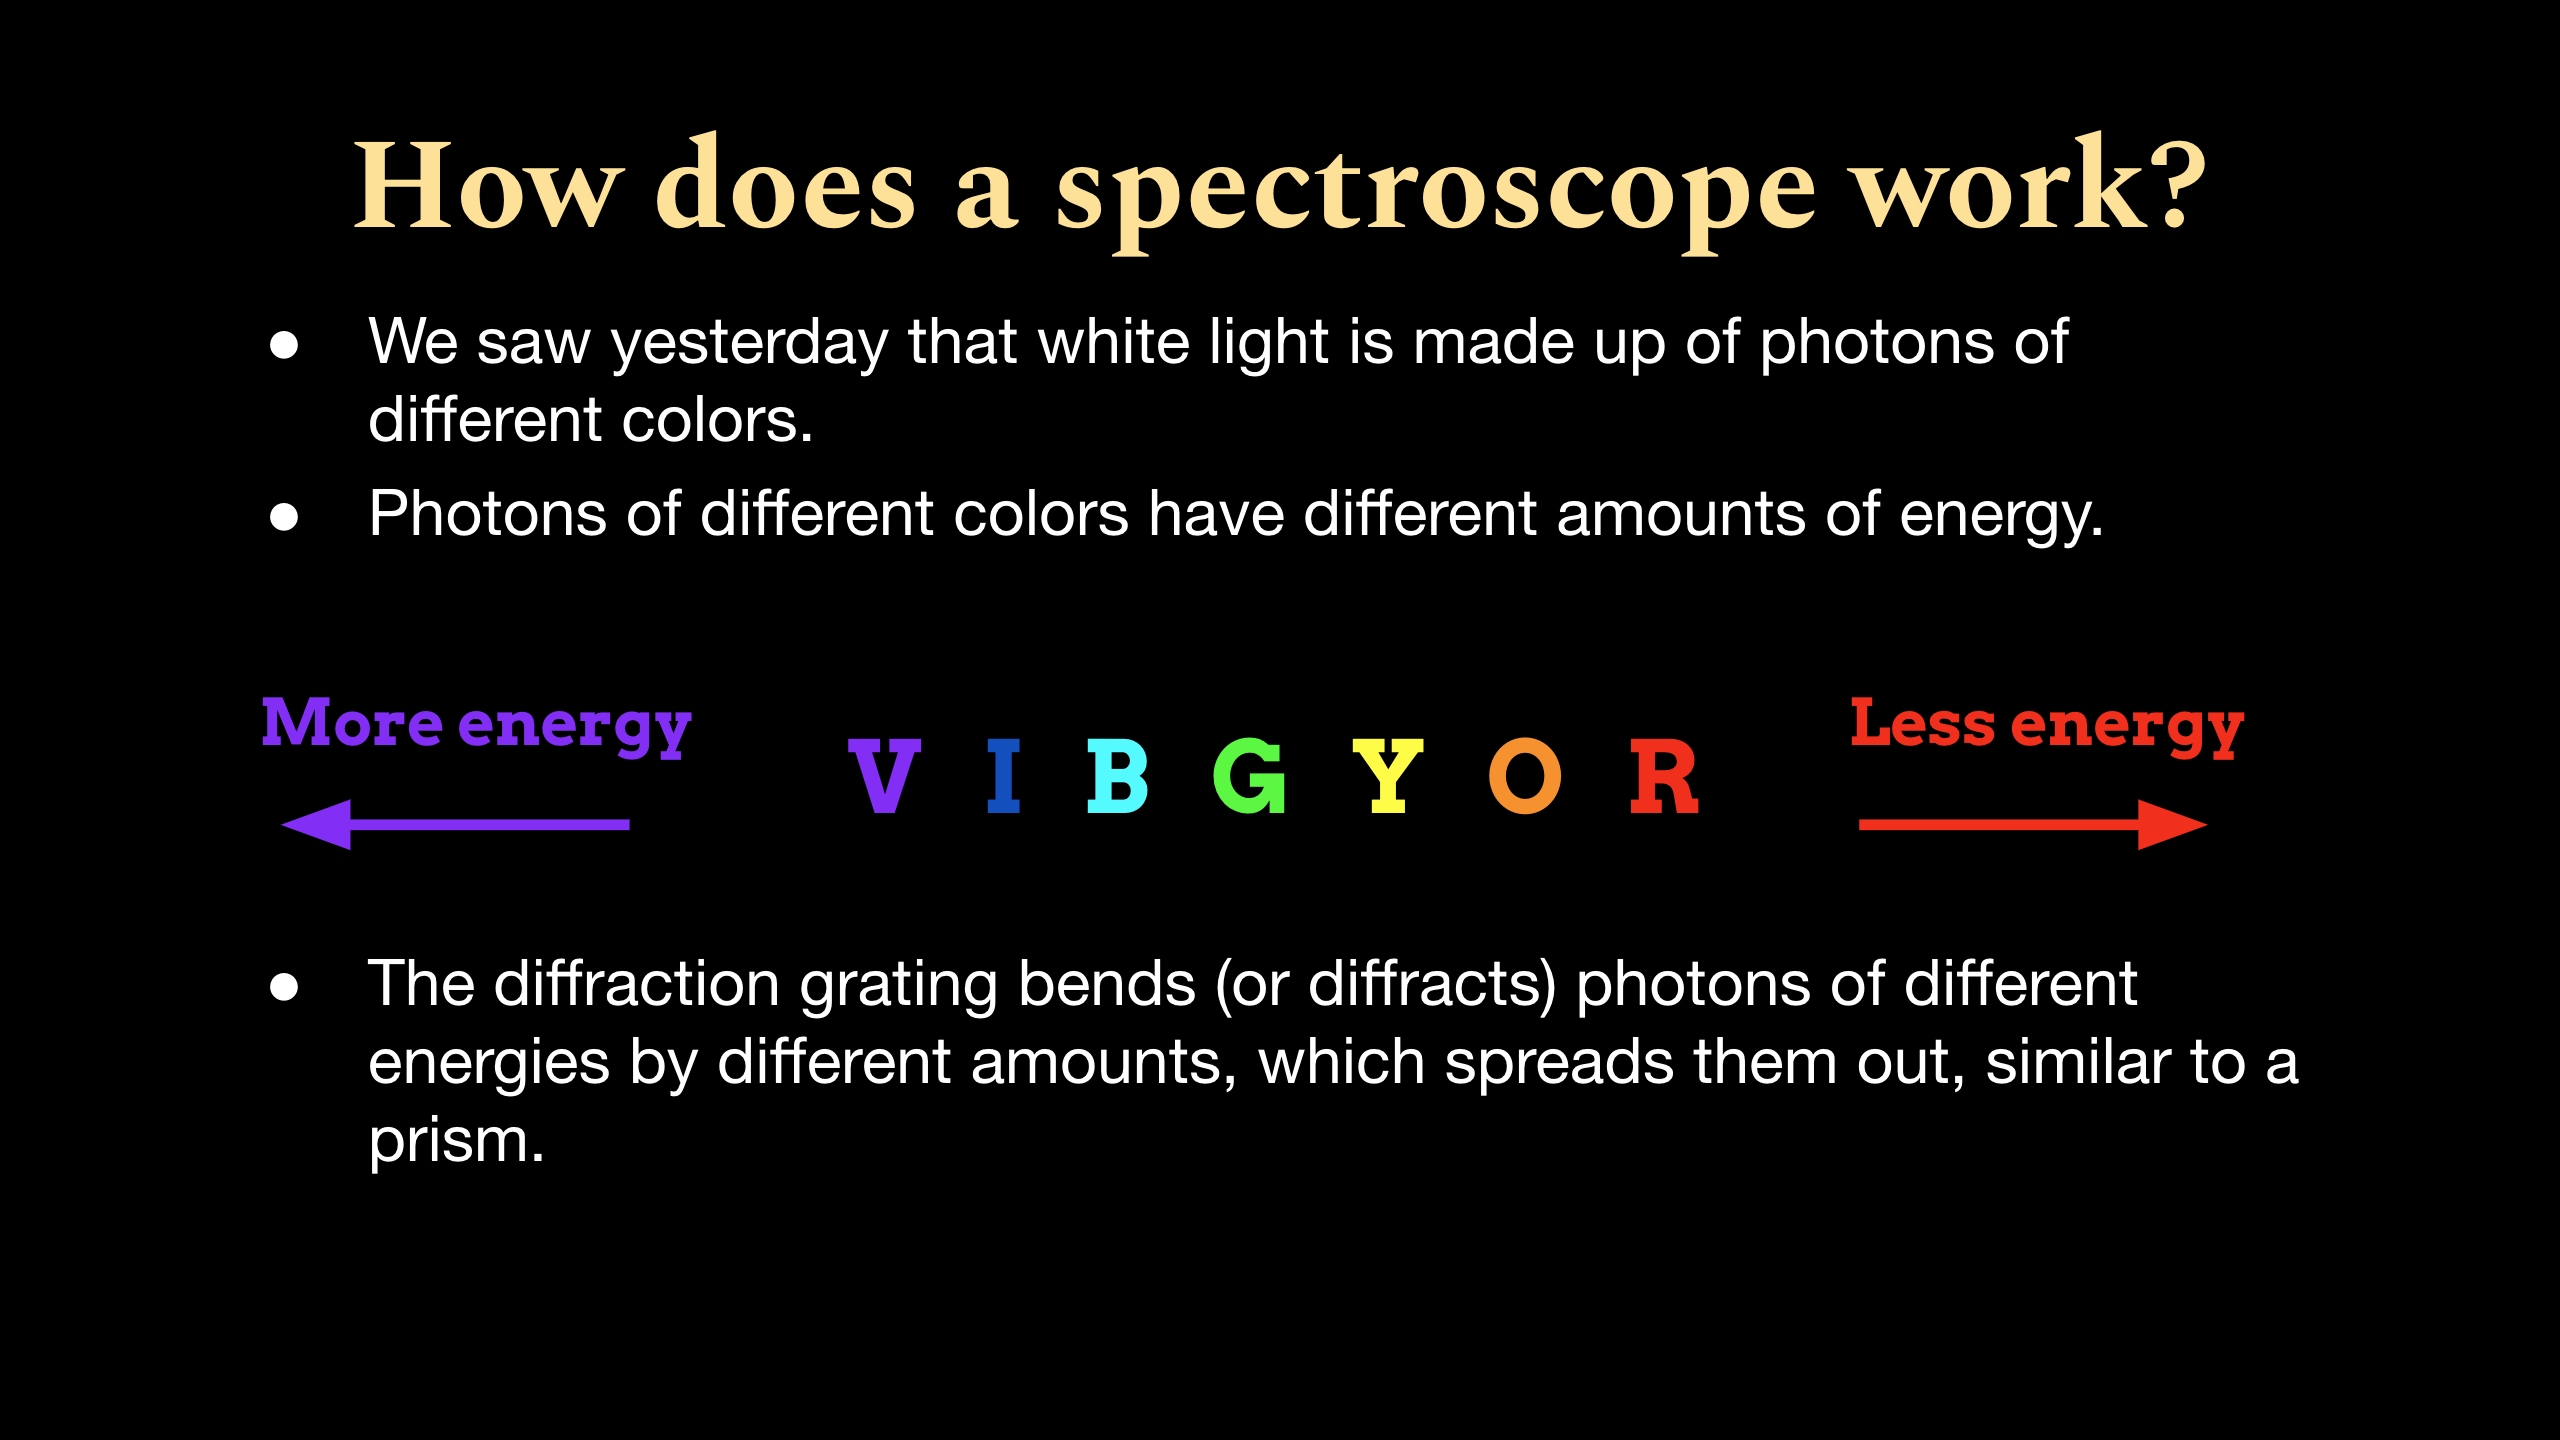 How does a spectroscope work?
● We saw yesterday that white light is made up of photons of
different colors.
● Photons of different colors have different amounts of energy.
More energy
V I B G Y O R
Less energy
● The diffraction grating bends (or diffracts) photons of different
energies by different amounts, which spreads them out, similar to a
prism.